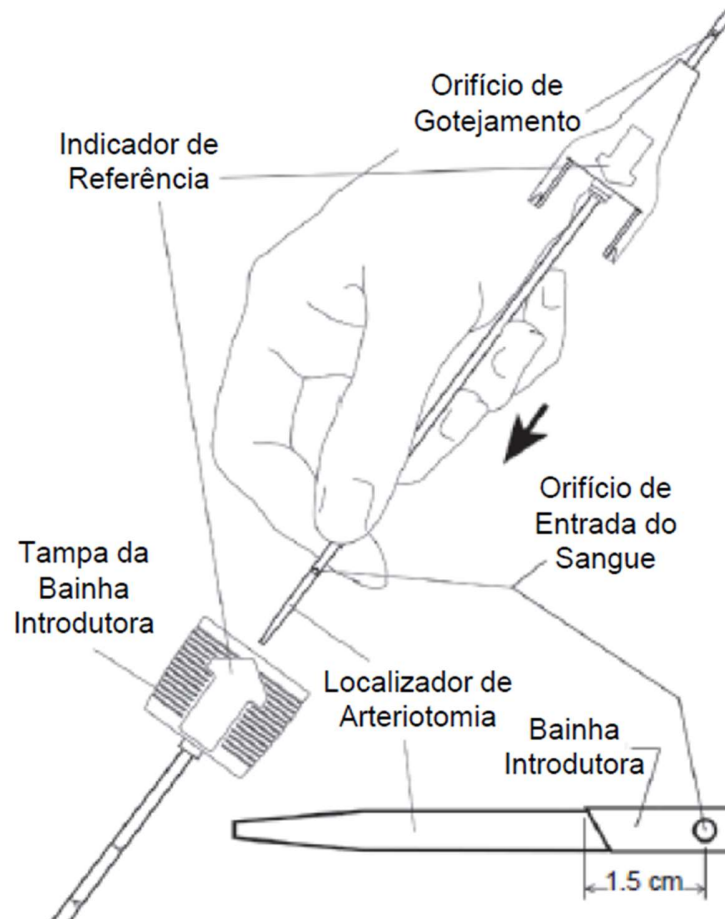 Orifício de
Gotejamento
Indicador de
Referência
Orifício de
Entrada do
Sangue
Tampa da
Bainha
Introdutora
Localizador de
Arteriotomia
Bainha
Introdutora
1.5 cm